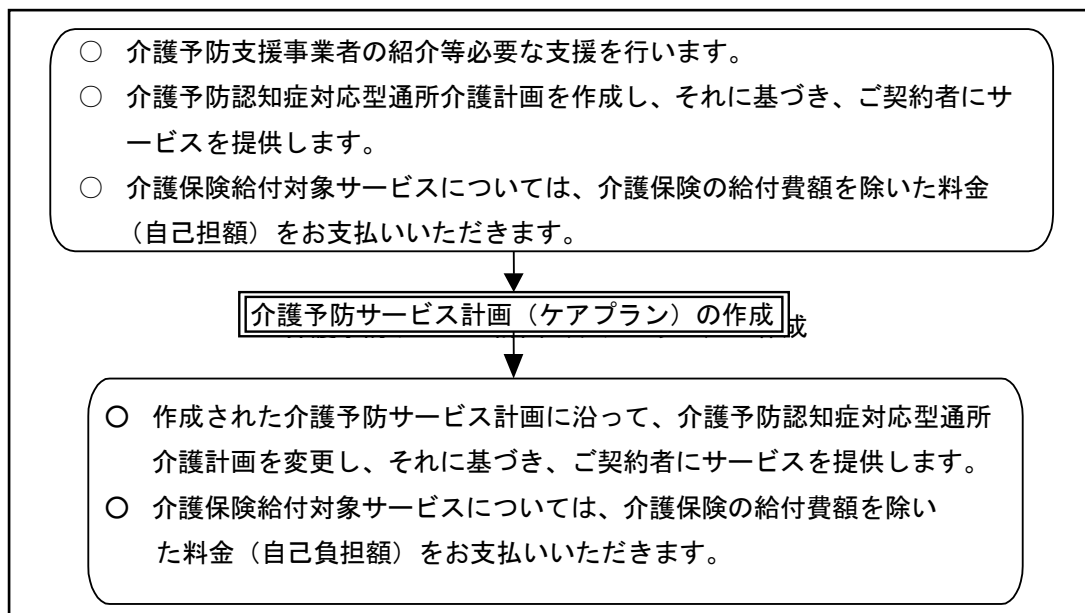 ○ 介護予防支援事業者の紹介等必要な支援を行います。
○ 介護予防認知症対応型通所介護計画を作成し、それに基づき、ご契約者にサ
ービスを提供します。
○ 介護保険給付対象サービスについては、介護保険の給付費額を除いた料金
（自己担額）をお支払いいただきます。
介護予防サービス計画（ケアプラン）の作成
成
○ 作成された介護予防サービス計画に沿って、介護予防認知症対応型通所
介護計画を変更し、それに基づき、ご契約者にサービスを提供します。
○ 介護保険給付対象サービスについては、介護保険の給付費額を除い
た料金（自己負担額）をお支払いいただきます。